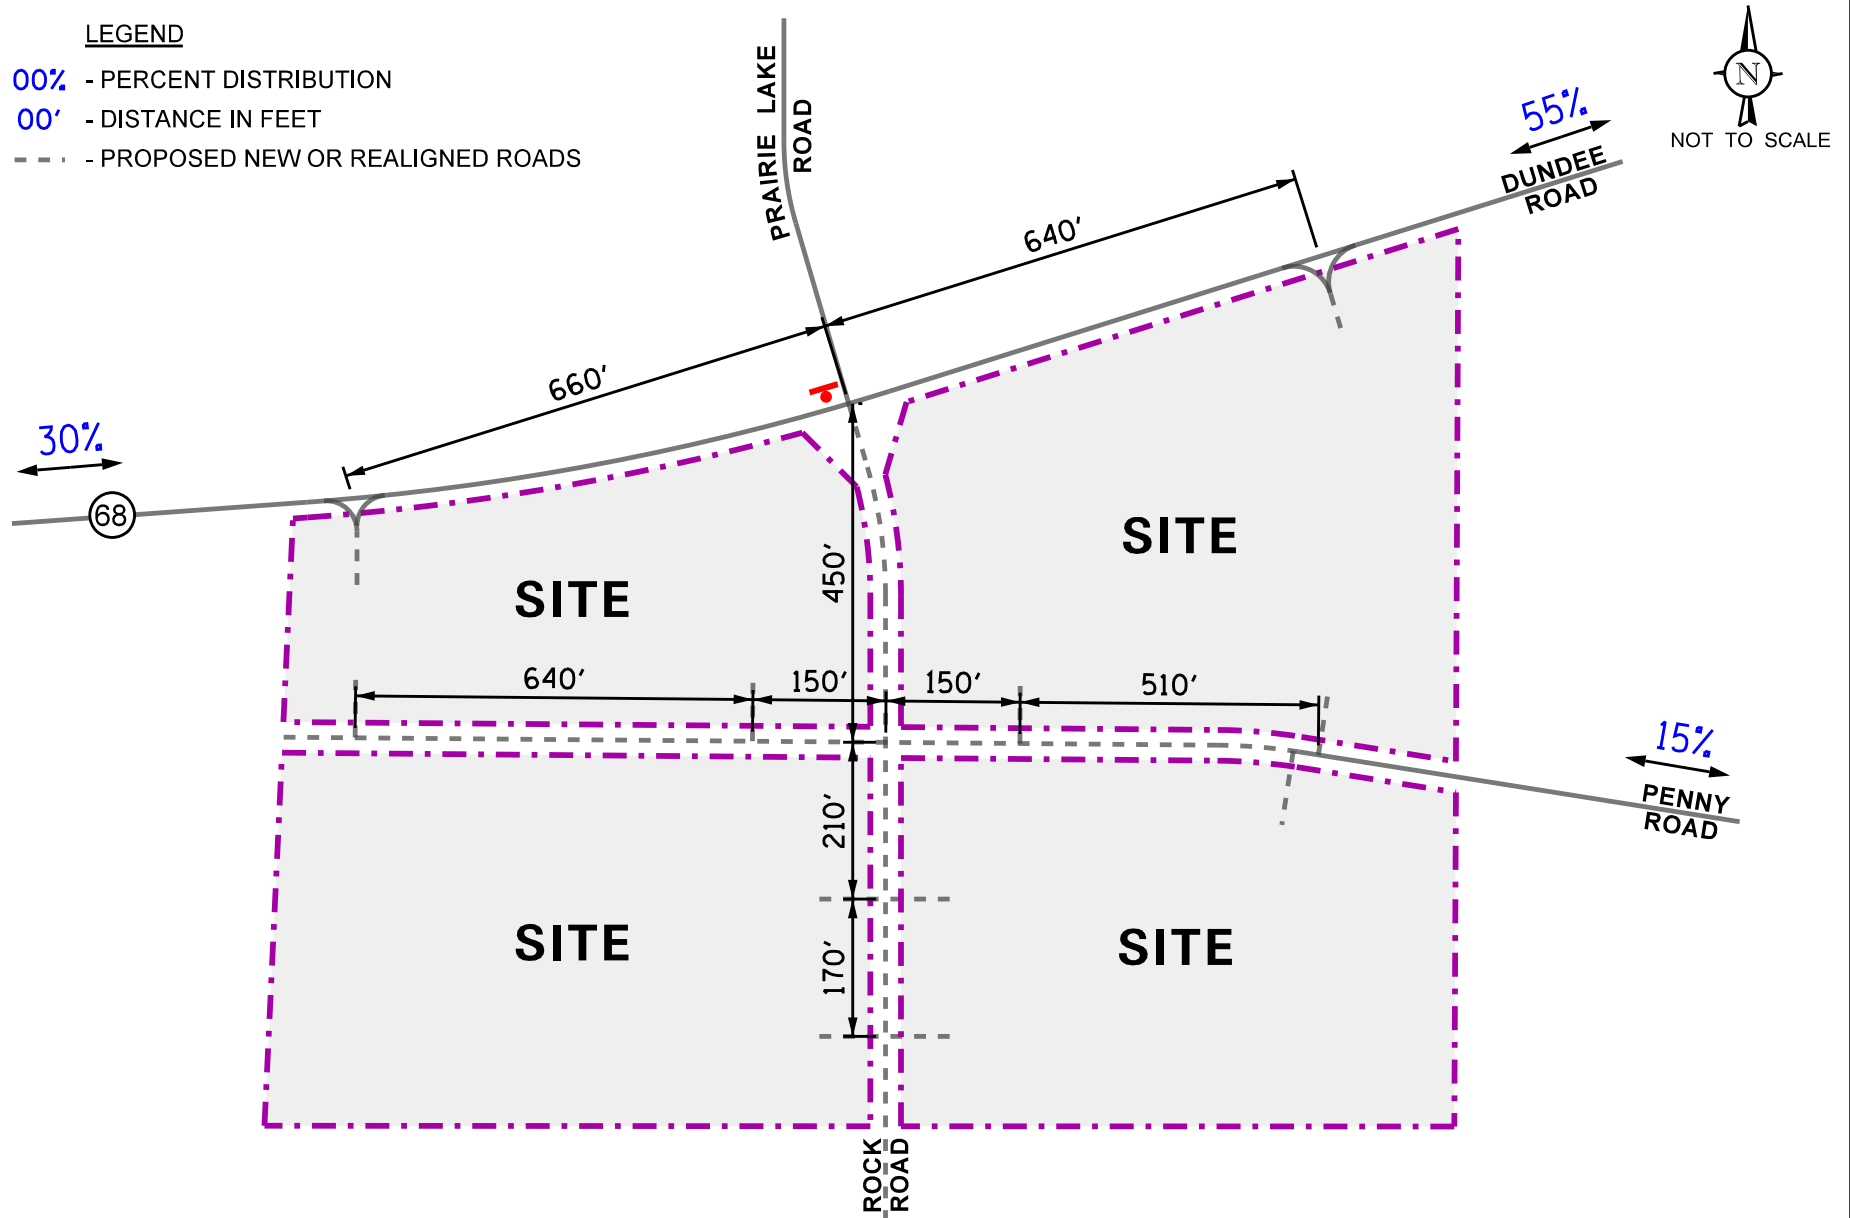 LEGEND
00% - PERCENT DISTRIBUTION
00' - DISTANCE IN FEET
- PROPOSED NEW OR REALIGNED ROADS
PRAIRIE LAKE
ROAD
N
NOT TO SCALE
55%
DUNDEE
ROAD
640'
660'
30%
68
SITE
SITE
450'
640'
150'
150'
510'
15%
PENNY
ROAD
210'
170'
SITE
SITE
ROCK
ROAD